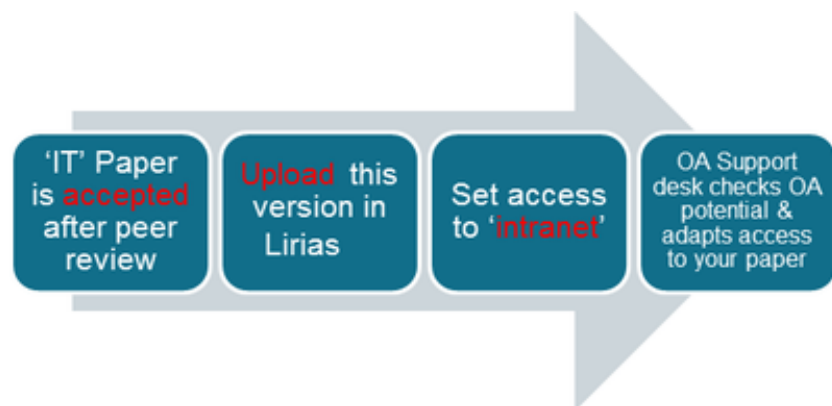 ‘IT’ Paper
is accepted
after peer
review
Upload this
version in
Lirias
Set access
to ‘intranet’
OA Support
desk checks OA
potential &
adapts access
to your paper